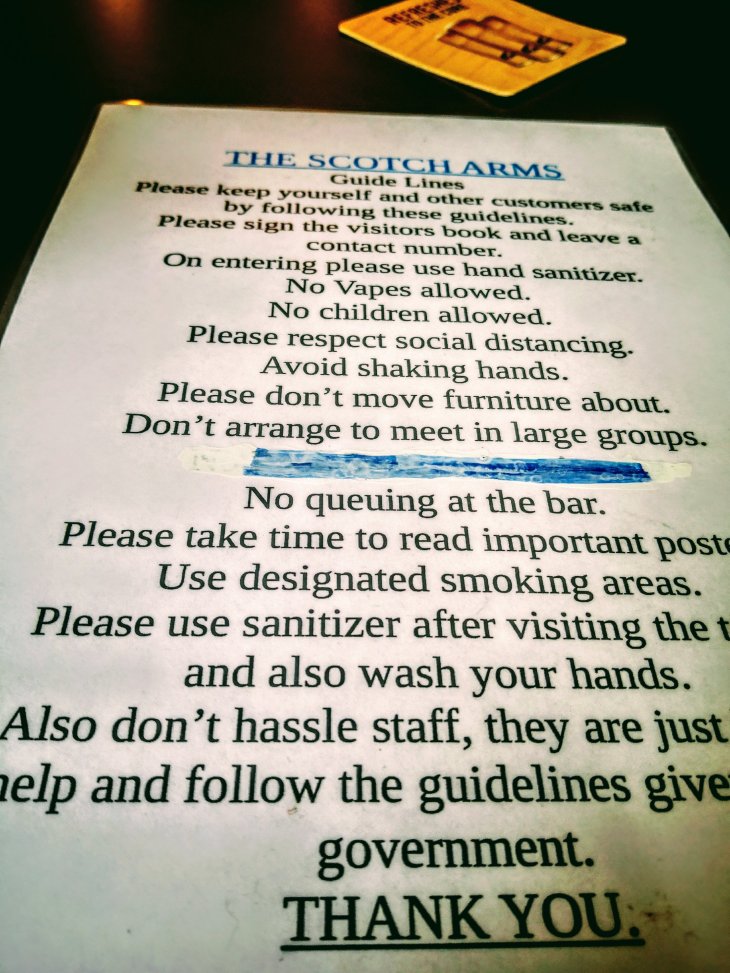 REFRESHED
TO THE
THE SCOTCH ARMS
Guide Lines
Please keep yourself and other customers safe
by following these guidelines.
Please sign the visitors book and leave a
contact number.
On entering please use hand sanitizer.
No Vapes allowed.
No children allowed.
Please respect social distancing.
Avoid shaking hands.
Please don't move furniture about.
Don't arrange to meet in large groups.
No queuing at the bar.
Please take time to read important
Use designated smoking areas.
Please use sanitizer after visiting the
and also wash your hands.
Also don't hassle staff, they are just
help and follow the guidelines
government.
THANK YOU.